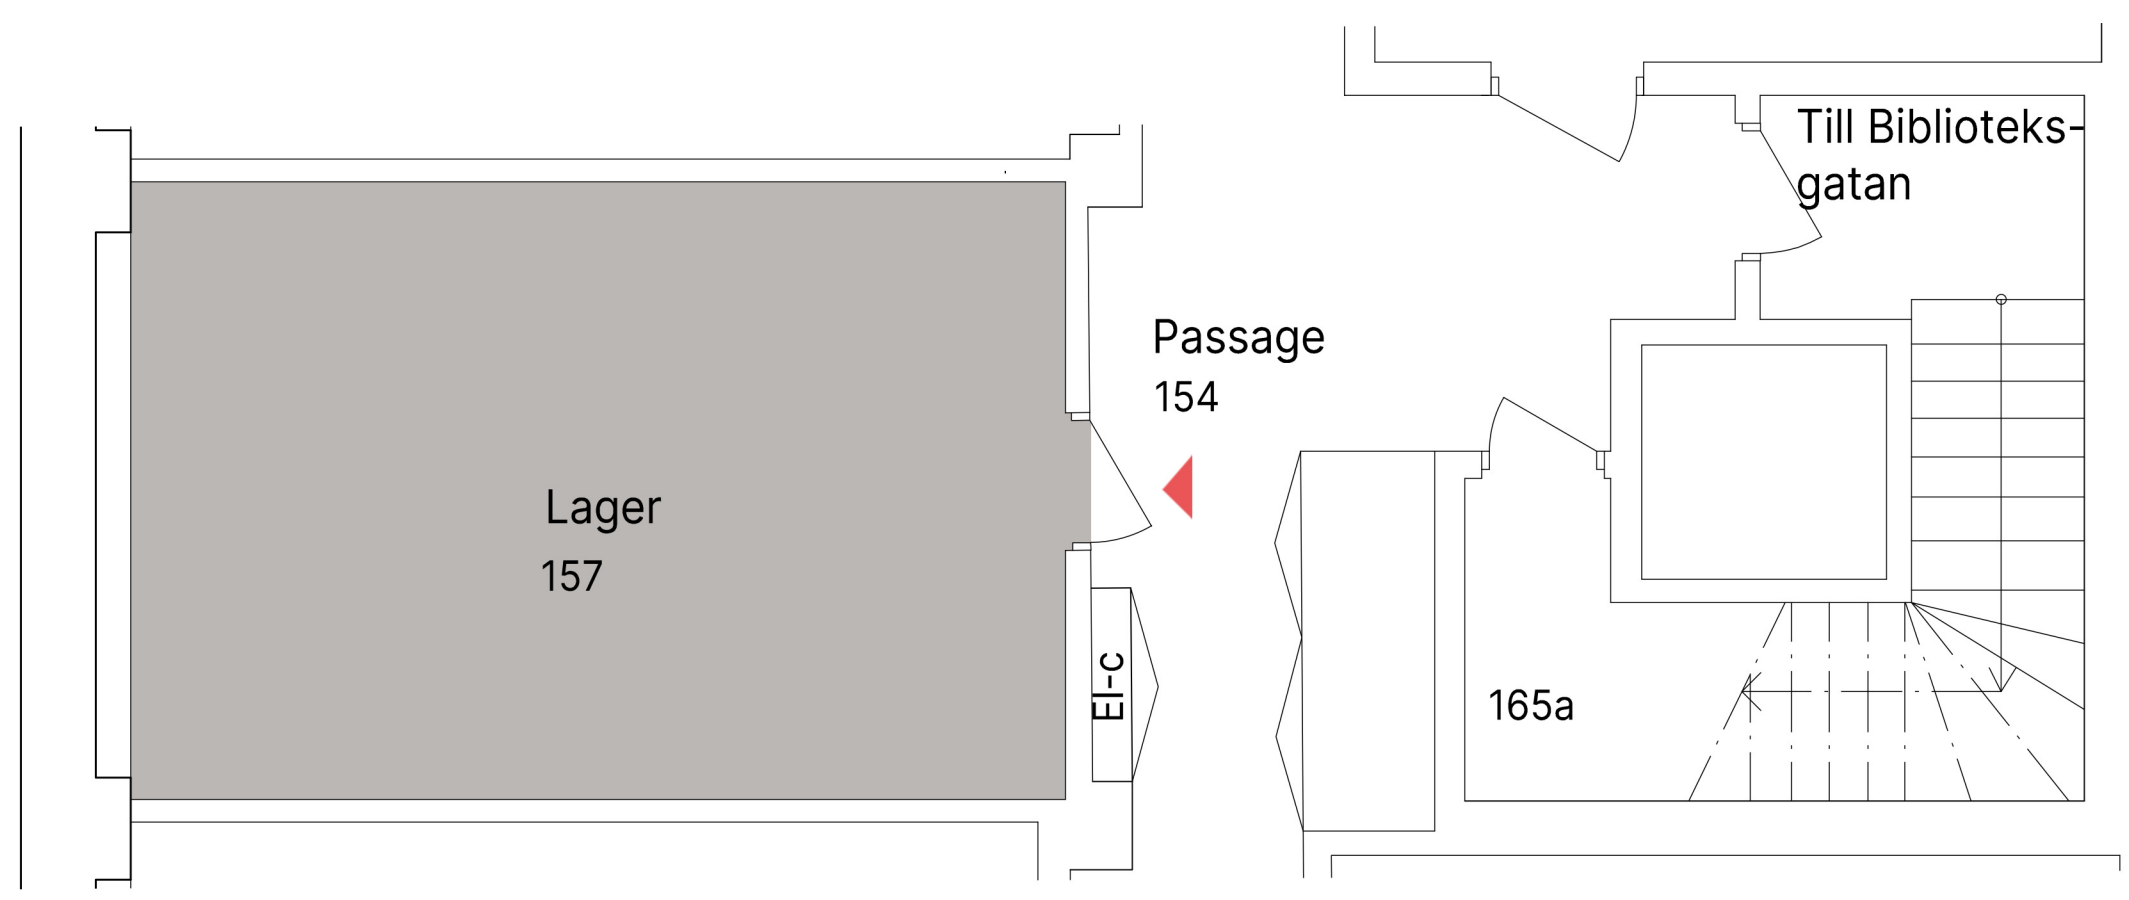 Till Biblioteks-
gatan
Passage
154
Lager
157
El-c
165a